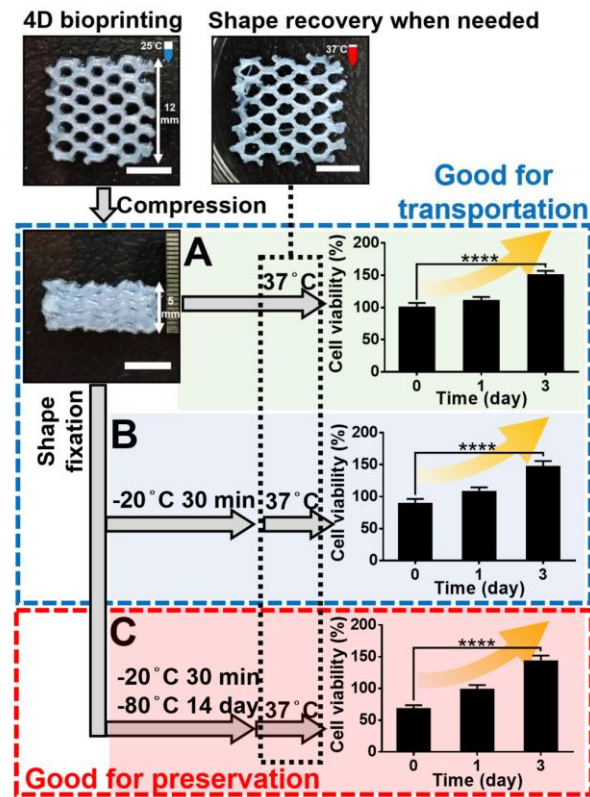 4D bioprinting
Shape recovery when needed
25°C
12
mm
37°C
Compression
Good for
transportation
5
mm
A
37°C
Cell viability (%)
200
150
100
50
0
****
0 1 3
Time (day)
Shape
fixation
B
-20°C 30 min
37°C
Cell viability (%)
200
150
100
50
0
****
0 1 3
Time (day)
C
-20°C 30 min
-80°C 14 day
37°C
Cell viability (%)
200
150
100
50
0
****
0 1 3
Time (day)
Good for preservation